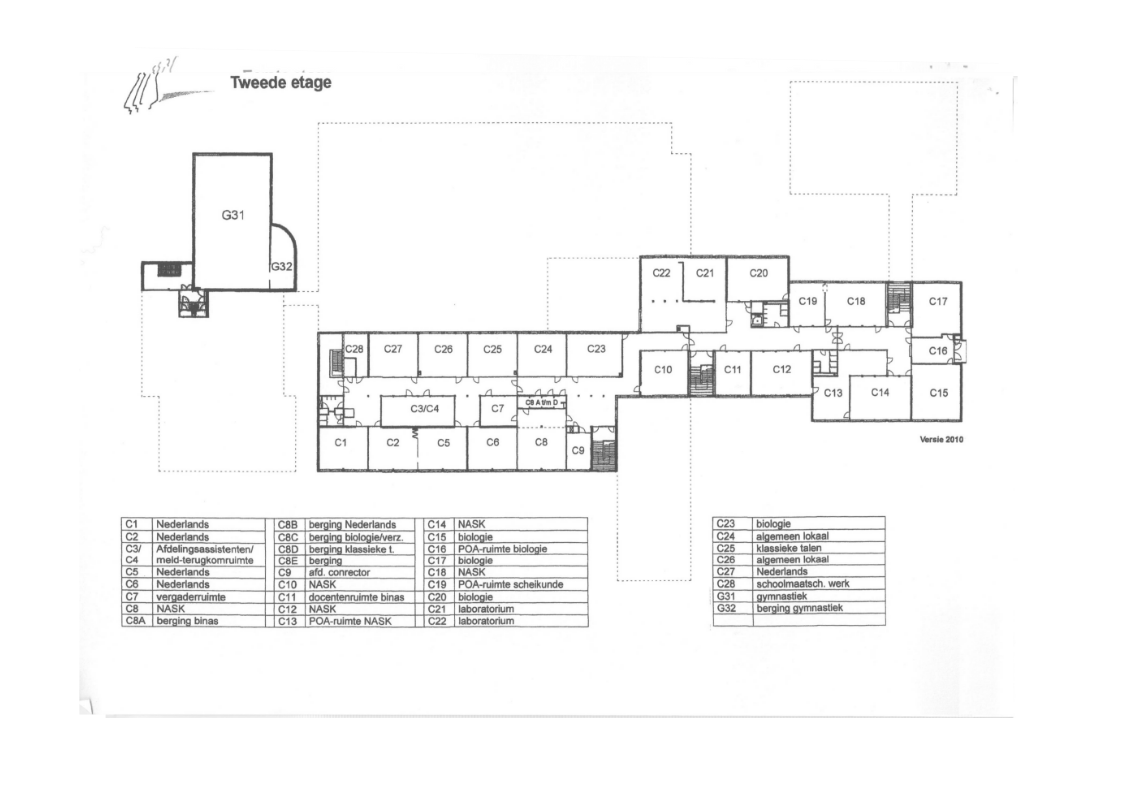 Tweede etage
G31
G32
C22
C21
C20
C19
C18
C17
C28
C27
C26
C25
C24
C23
C16
C10
C11
C12
C13
C14
C15
C8 A t/m D
C3/C4
C7
C1
C2
C5
C6
C8
C9
Versie 2010
C1 Nederlands
C2 Nederlands
C3/ Afdelingsassistenten/
C4 meld-terugkomruimte
C5 Nederlands
C6 Nederlands
C7 vergaderruimte
C8 NASK
C8A berging binas
C8B berging Nederlands
C8C berging biologie/verz.
C8D berging klassieke t.
C8E berging
C9 afd. conrector
C10 NASK
C11 docentenruimte binas
C12 NASK
C13 POA-ruimte NASK
C14 NASK
C15 biologie
C16 POA-ruimte biologie
C17 biologie
C18 NASK
C19 POA-ruimte scheikunde
C20 biologie
C21 laboratorium
C22 laboratorium
C23 biologie
C24 algemeen lokaal
C25 klassieke talen
C26 algemeen lokaal
C27 Nederlands
C28 schoolmaatsch. werk
G31 gymnastiek
G32 berging gymnastiek